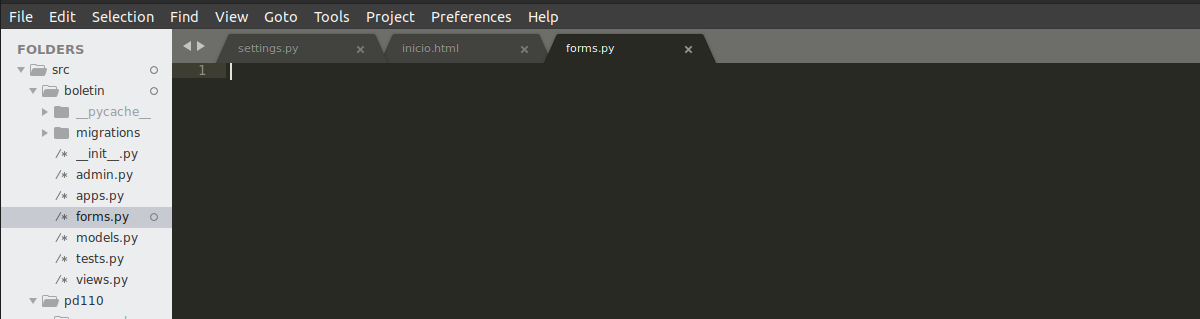 File Edit Selection Find View Goto Tools Project Preferences Help
FOLDERS
src
boletin
__pycache__
migrations
/* __init__.py
/* admin.py
/* apps.py
/* forms.py
/* models.py
/* tests.py
/* views.py
pd110
settings.py × inicio.html × forms.py ×
1